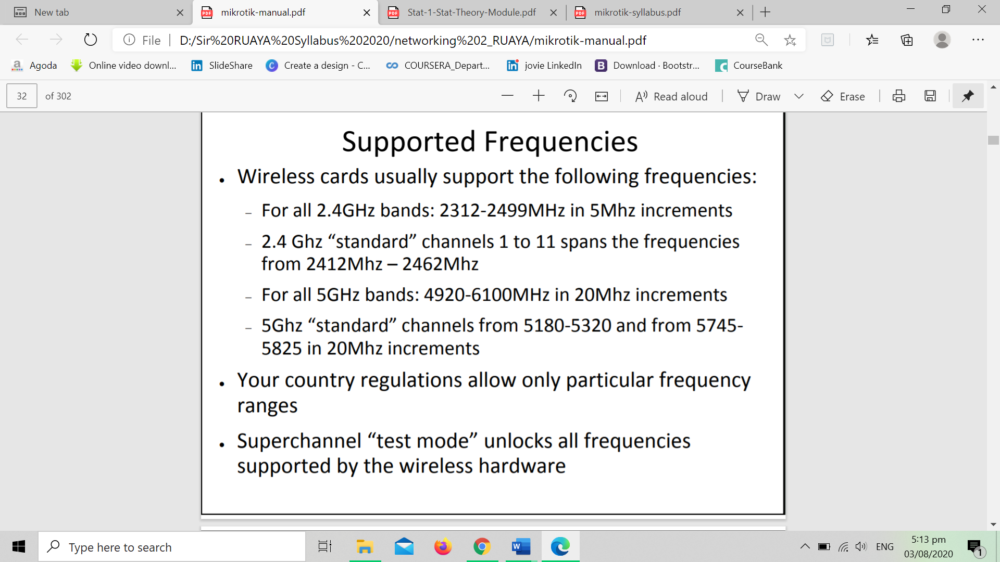 New tab
mikrotik-manual.pdf
Stat-1-Stat-Theory-Module.pdf
mikrotik-syllabus.pdf
File
D:/Sir%20RUAYA%20Syllabus%202020/networking%202_RUAYA/mikrotik-manual.pdf
Agoda
Online video downl...
SlideShare
Create a design - C...
COURSERA_Depart...
jovie LinkedIn
Download · Bootstr...
CourseBank
32
of 302
Read aloud
Draw
Erase
Supported Frequencies
• Wireless cards usually support the following frequencies:
– For all 2.4GHz bands: 2312-2499MHz in 5Mhz increments
– 2.4 Ghz “standard” channels 1 to 11 spans the frequencies
from 2412Mhz – 2462Mhz
– For all 5GHz bands: 4920-6100MHz in 20Mhz increments
– 5Ghz “standard” channels from 5180-5320 and from 5745-
5825 in 20Mhz increments
• Your country regulations allow only particular frequency
ranges
• Superchannel “test mode” unlocks all frequencies
supported by the wireless hardware
Type here to search
ENG
5:13 pm
03/08/2020
1